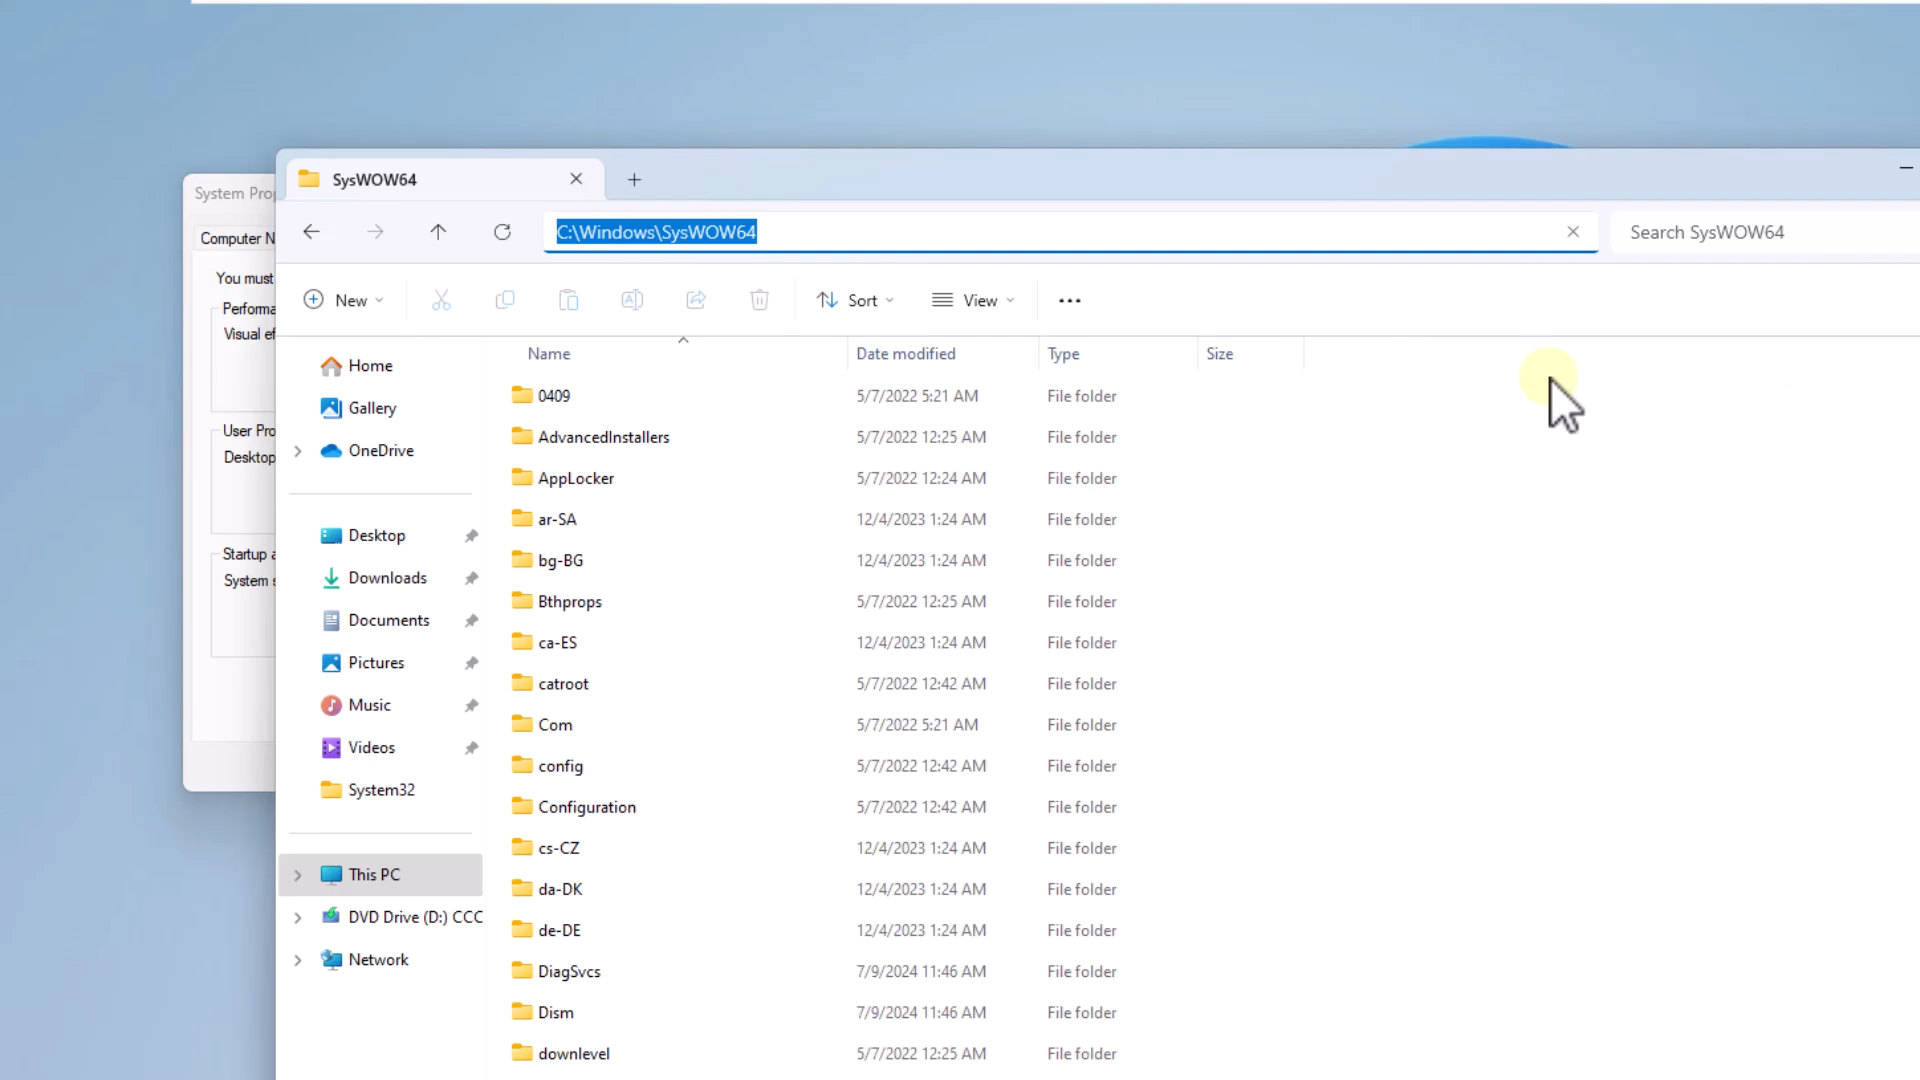 SysWOW64
System Prop
C:\Windows\SysWOW64
Search SysWOW64
Computer N
You must
Performa
Visual ef
User Pro
Desktop
Startup a
System s
New
Sort
View
Name
Date modified
Type
Size
Home
Gallery
OneDrive
Desktop
Downloads
Documents
Pictures
Music
Videos
System32
This PC
DVD Drive (D:) CCC
Network
0409 5/7/2022 5:21 AM File folder
AdvancedInstallers 5/7/2022 12:25 AM File folder
AppLocker 5/7/2022 12:24 AM File folder
ar-SA 12/4/2023 1:24 AM File folder
bg-BG 12/4/2023 1:24 AM File folder
Bthprops 5/7/2022 12:25 AM File folder
ca-ES 12/4/2023 1:24 AM File folder
catroot 5/7/2022 12:42 AM File folder
Com 5/7/2022 5:21 AM File folder
config 5/7/2022 12:42 AM File folder
Configuration 5/7/2022 12:42 AM File folder
cs-CZ 12/4/2023 1:24 AM File folder
da-DK 12/4/2023 1:24 AM File folder
de-DE 12/4/2023 1:24 AM File folder
DiagSvcs 7/9/2024 11:46 AM File folder
Dism 7/9/2024 11:46 AM File folder
downlevel 5/7/2022 12:25 AM File folder